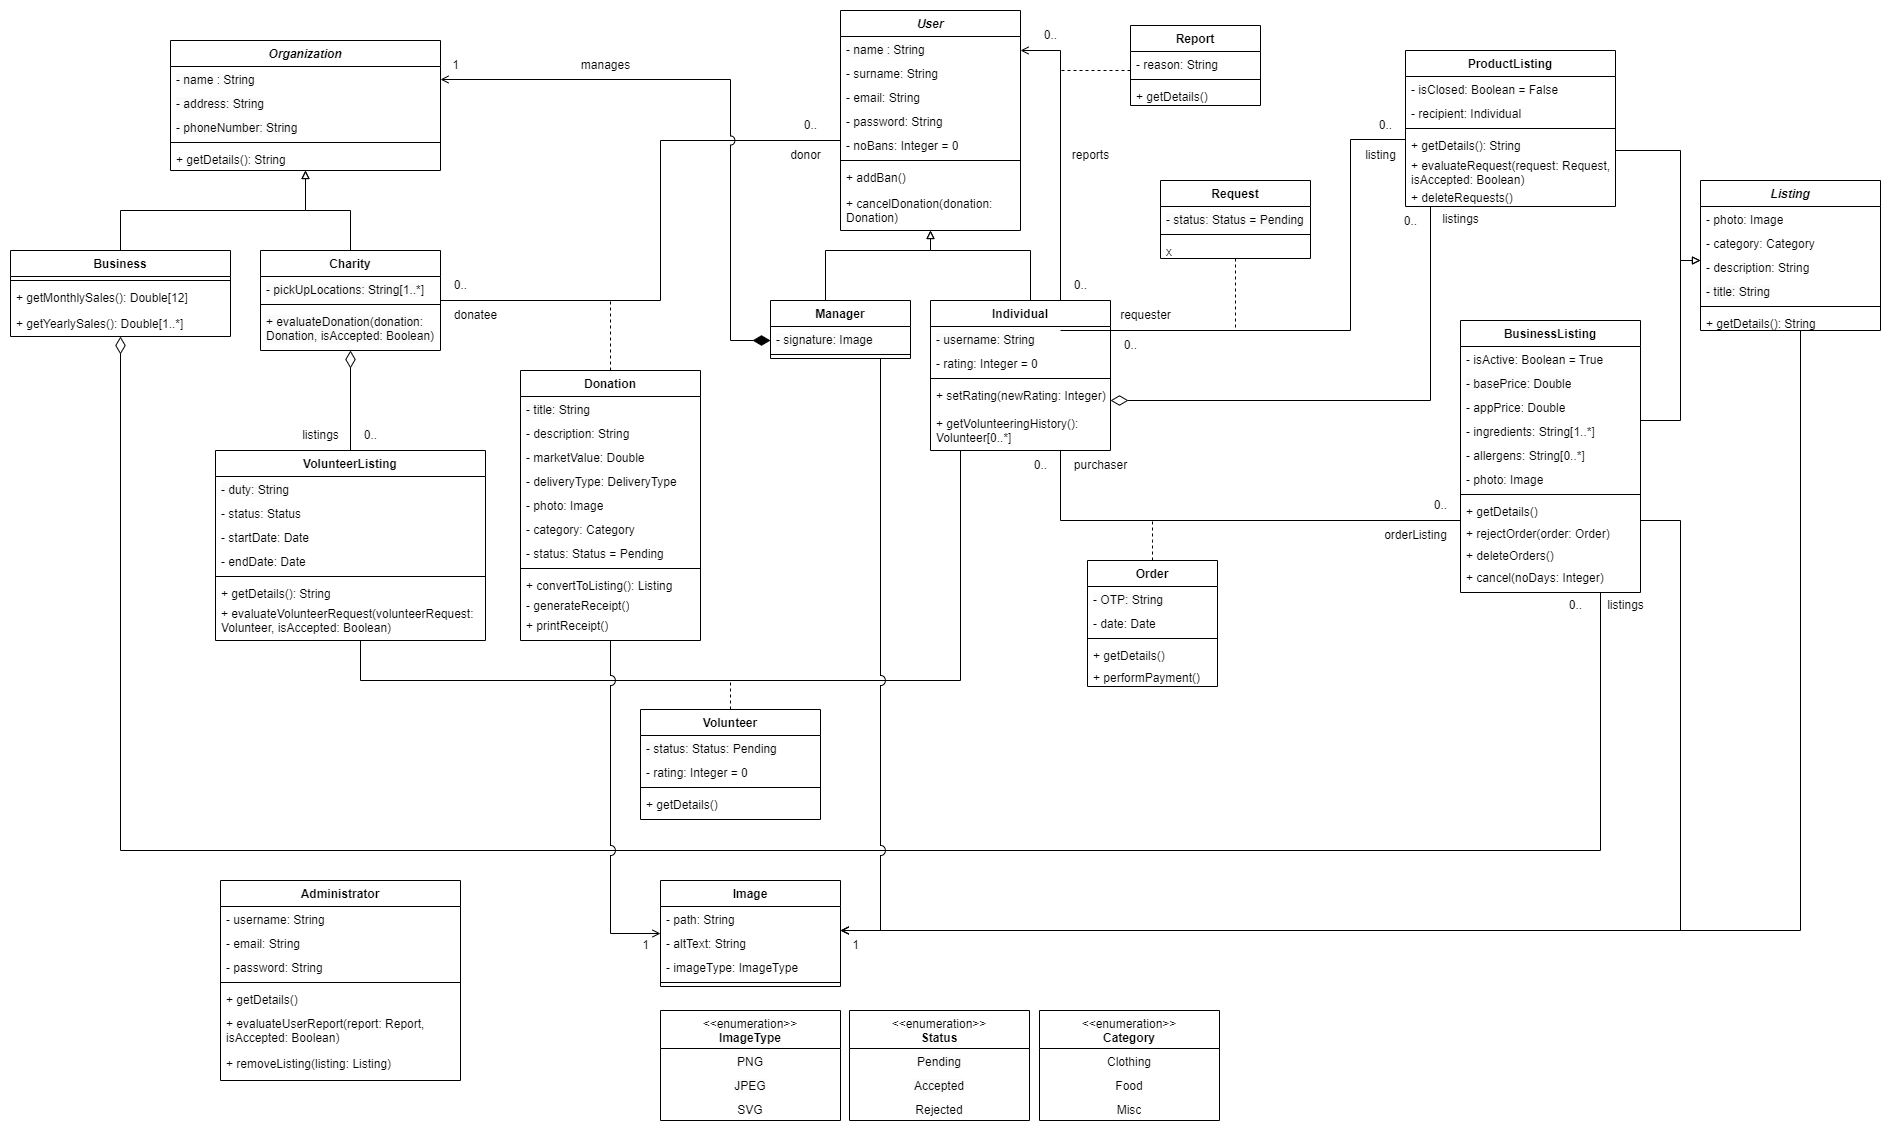 Organization
- name : String
- address: String
- phoneNumber: String
+ getDetails(): String
1
manages
User
- name : String
- surname: String
- email: String
- password: String
- noBans: Integer = 0
+ addBan()
+ cancelDonation(donation:
Donation)
0..
donor
0..
reports
0..
Report
- reason: String
+ getDetails()
ProductListing
- isClosed: Boolean = False
- recipient: Individual
+ getDetails(): String
+ evaluateRequest(request: Request,
isAccepted: Boolean)
+ deleteRequests()
0..
listing
0..
listings
Request
- status: Status = Pending
x
Listing
- photo: Image
- category: Category
- description: String
- title: String
+ getDetails(): String
Business
+ getMonthlySales(): Double[12]
+ getYearlySales(): Double[1..*]
Charity
- pickUpLocations: String[1..*]
+ evaluateDonation(donation:
Donation, isAccepted: Boolean)
0..
donatee
Manager
- signature: Image
Individual
- username: String
- rating: Integer = 0
+ setRating(newRating: Integer)
+ getVolunteeringHistory():
Volunteer[0..*]
requester
0..
0..
purchaser
BusinessListing
- isActive: Boolean = True
- basePrice: Double
- appPrice: Double
- ingredients: String[1..*]
- allergens: String[0..*]
- photo: Image
+ getDetails()
+ rejectOrder(order: Order)
+ deleteOrders()
+ cancel(noDays: Integer)
0..
orderListing
0..
listings
listings
0..
VolunteerListing
- duty: String
- status: Status
- startDate: Date
- endDate: Date
+ getDetails(): String
+ evaluateVolunteerRequest(volunteerRequest:
Volunteer, isAccepted: Boolean)
Donation
- title: String
- description: String
- marketValue: Double
- deliveryType: DeliveryType
- photo: Image
- category: Category
- status: Status = Pending
+ convertToListing(): Listing
- generateReceipt()
+ printReceipt()
Order
- OTP: String
- date: Date
+ getDetails()
+ performPayment()
Volunteer
- status: Status: Pending
- rating: Integer = 0
+ getDetails()
Administrator
- username: String
- email: String
- password: String
+ getDetails()
+ evaluateUserReport(report: Report,
isAccepted: Boolean)
+ removeListing(listing: Listing)
1
Image
- path: String
- altText: String
- imageType: ImageType
1
<<enumeration>>
ImageType
PNG
JPEG
SVG
<<enumeration>>
Status
Pending
Accepted
Rejected
<<enumeration>>
Category
Clothing
Food
Misc